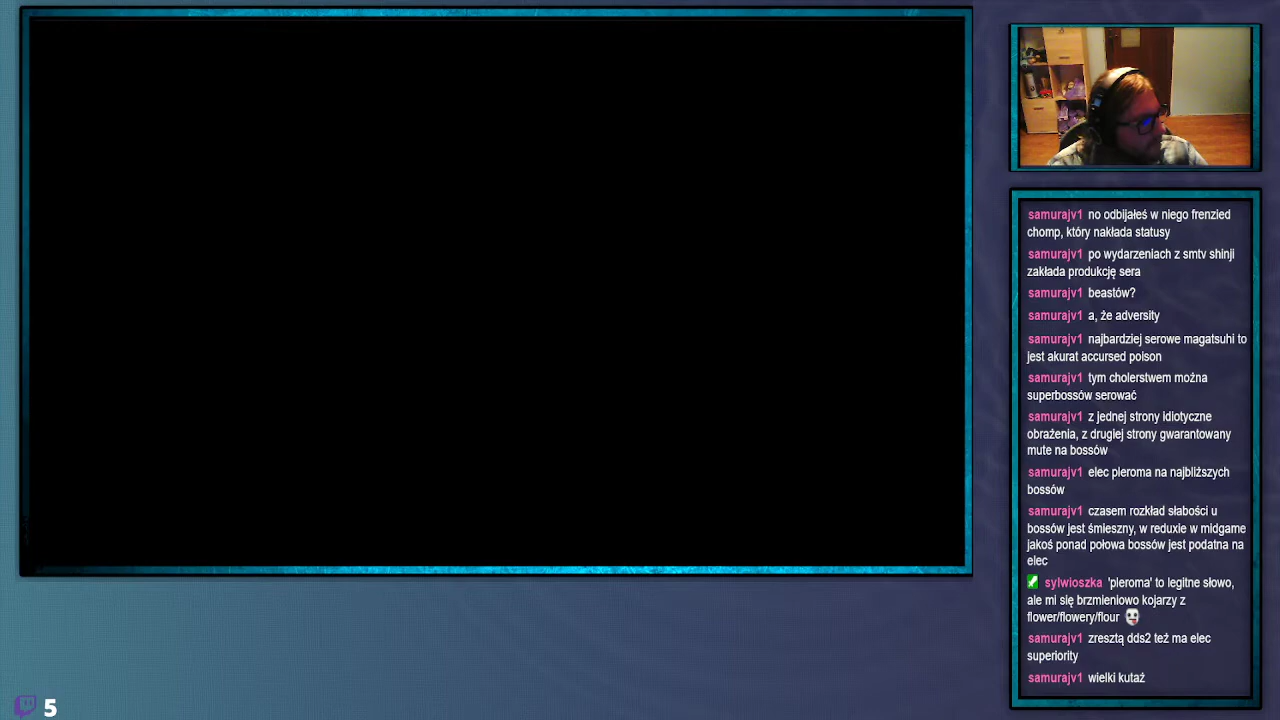 samurajv1 no odbijałeś w niego frenzied
chomp, który nakłada statusy
samurajv1 po wydarzeniach z smtv shinji
zakłada produkcję sera
samurajv1 beastów?
samurajv1 a, że adversity
samurajv1 najbardziej serowe magatsuhi to
jest akurat accursed poison
samurajv1 tym cholerstwem można
superbossów serować
samurajv1 z jednej strony idiotyczne
obrażenia, z drugiej strony gwarantowany
mute na bossów
samurajv1 elec pleroma na najbliższych
bossów
samurajv1 czasem rozkład słabości u
bossów jest śmieszny, w reduxie w midgame
jakoś ponad połowa bossów jest podatna na
elec
sylwioszka 'pleroma' to legitne słowo,
ale mi się brzmieniowo kojarzy z
flower/flowery/flour
samurajv1 zresztą dds2 też ma elec
superiority
samurajv1 wielki kutaż
5